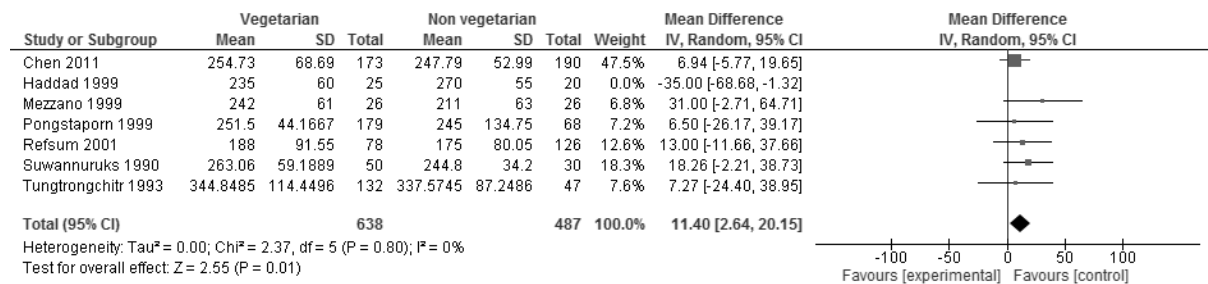 Vegetarian Non vegetarian Mean Difference Mean Difference
Study or Subgroup Mean SD Total Mean SD Total Weight IV, Random, 95% CI IV, Random, 95% CI
Chen 2011 254.73 68.69 173 247.79 52.99 190 47.5% 6.94 [-5.77, 19.65]
Haddad 1999 235 60 25 270 55 20 0.0% -35.00 [-68.68, -1.32]
Mezzano 1999 242 61 26 211 63 26 6.8% 31.00 [-2.71, 64.71]
Pongstaporn 1999 251.5 44.1667 179 245 134.75 68 7.2% 6.50 [-26.17, 39.17]
Refsum 2001 188 91.55 78 175 80.05 126 12.6% 13.00 [-11.66, 37.66]
Suwannuruks 1990 263.06 59.1889 50 244.8 34.2 30 18.3% 18.26 [-2.21, 38.73]
Tungtrongchitr 1993 344.8485 114.4496 132 337.5745 87.2486 47 7.6% 7.27 [-24.40, 38.95]
Total (95% CI) 638 487 100.0% 11.40 [2.64, 20.15]
Heterogeneity: Tau² = 0.00; Chi² = 2.37, df = 5 (P = 0.80); I² = 0%
Test for overall effect: Z = 2.55 (P = 0.01)
-100 -50 0 50 100
Favours [experimental] Favours [control]